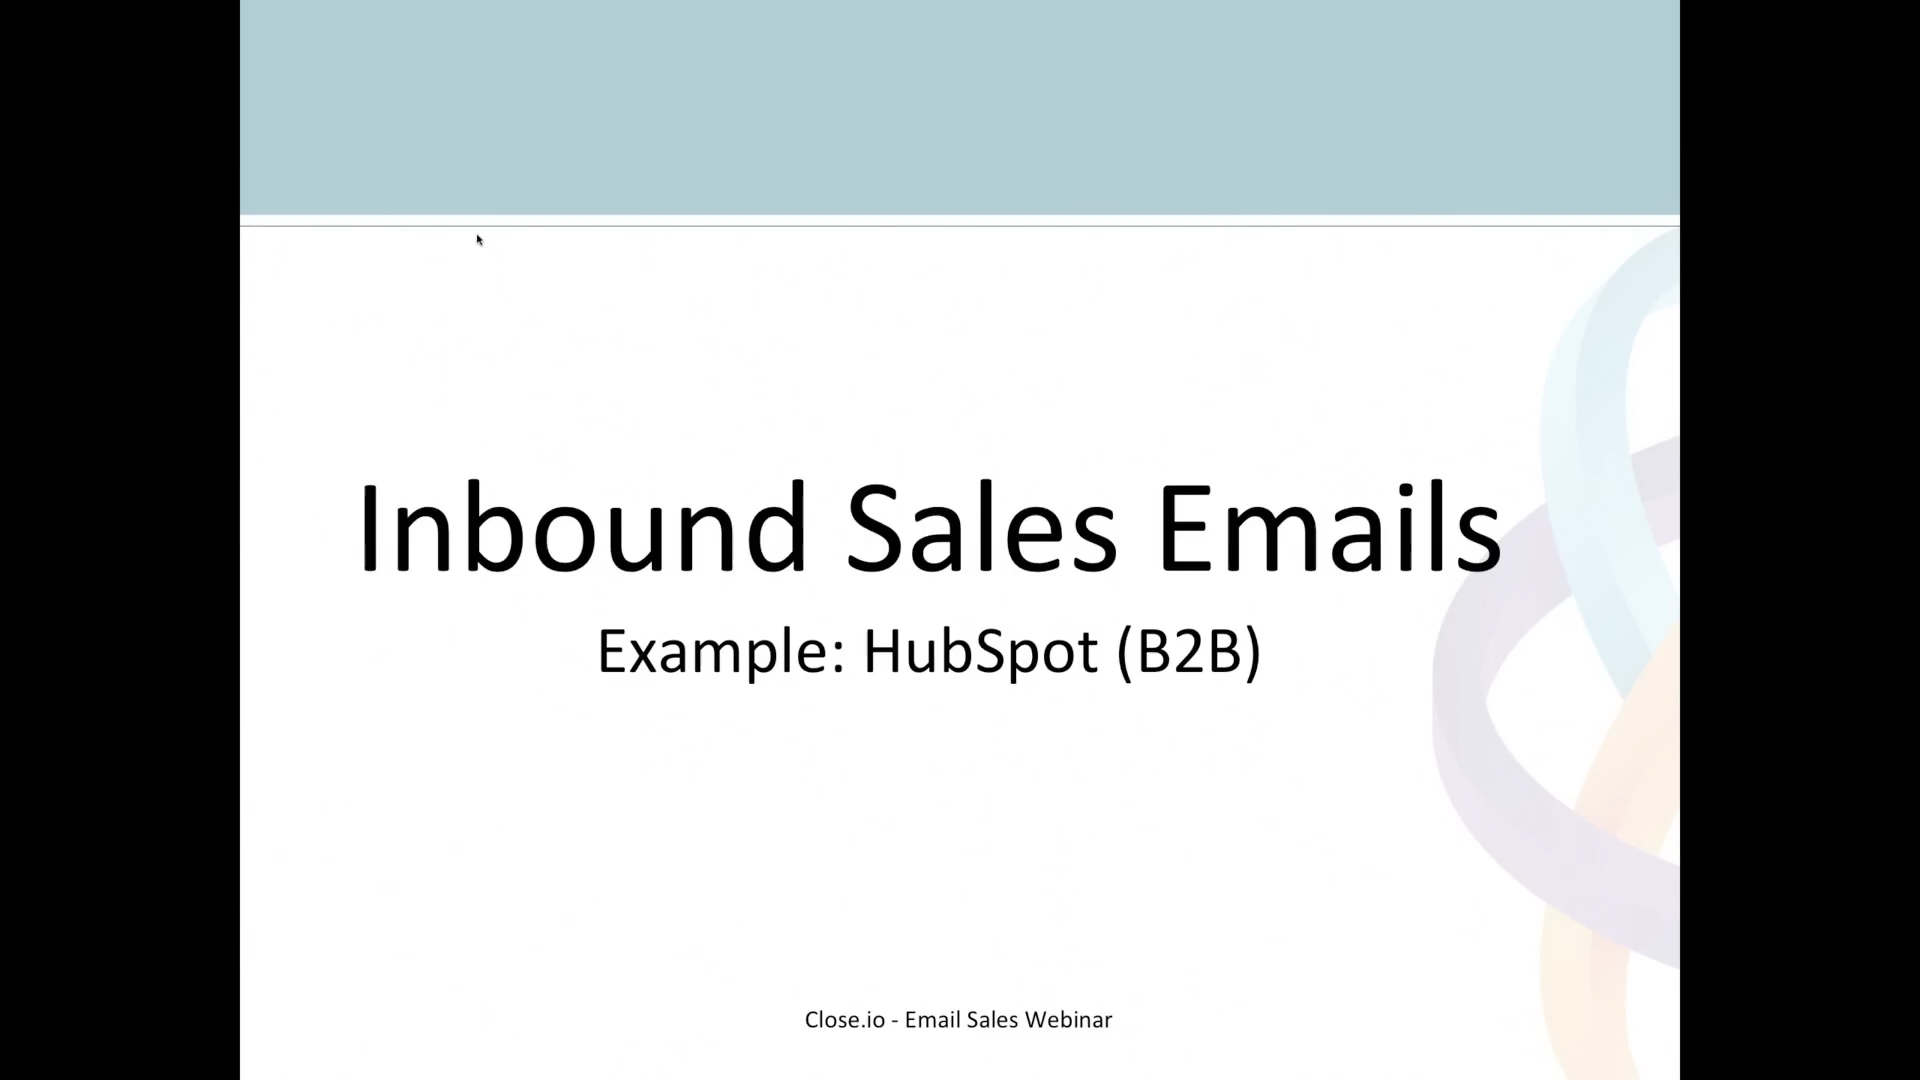 Inbound Sales Emails
Example: HubSpot (B2B)
Close.io - Email Sales Webinar